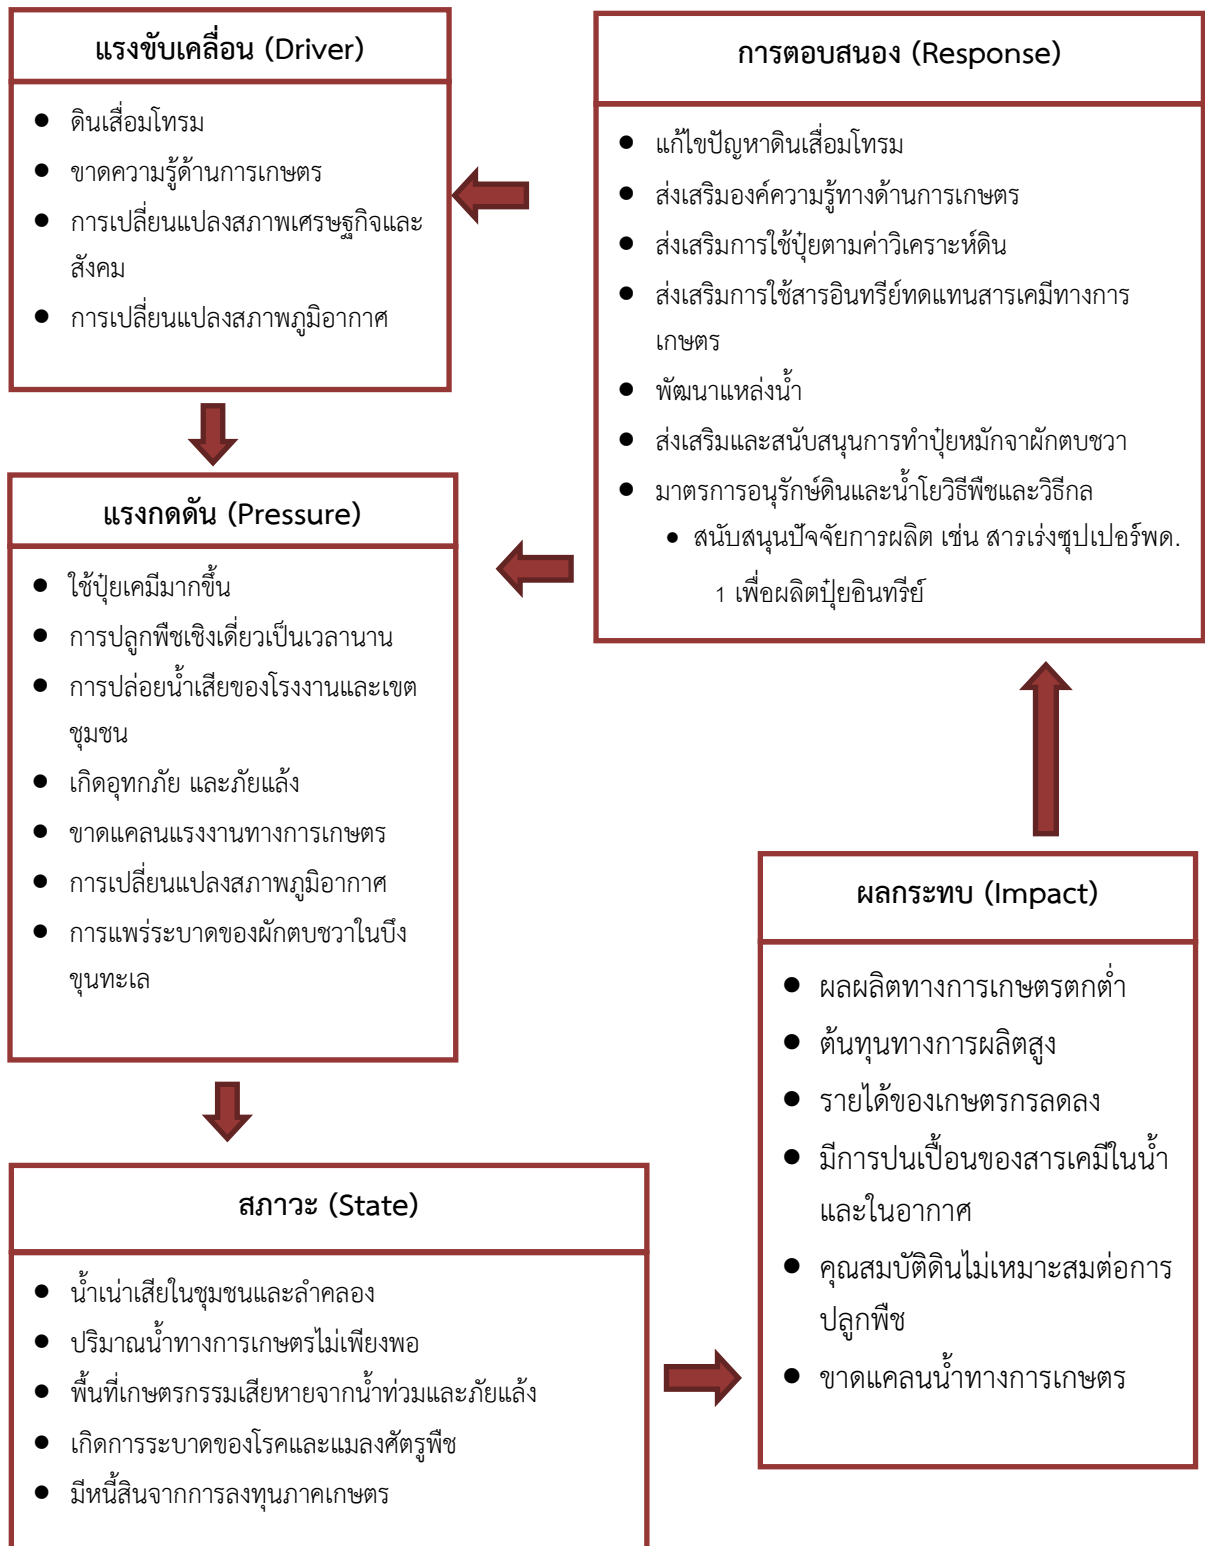 แรงขับเคลื่อน (Driver)
● ดินเสื่อมโทรม
● ขาดความรู้ด้านการเกษตร
● การเปลี่ยนแปลงสภาพเศรษฐกิจและ
สังคม
● การเปลี่ยนแปลงสภาพภูมิอากาศ
การตอบสนอง (Response)
● แก้ไขปัญหาดินเสื่อมโทรม
● ส่งเสริมองค์ความรู้ทางด้านการเกษตร
● ส่งเสริมการใช้ปุ๋ยตามค่าวิเคราะห์ดิน
● ส่งเสริมการใช้สารอินทรีย์ทดแทนสารเคมีทางการ
เกษตร
● พัฒนาแหล่งน้ำ
● ส่งเสริมและสนับสนุนการทำปุ๋ยหมักจาผักตบชวา
● มาตรการอนุรักษ์ดินและน้ำโยวิธีพืชและวิธีกล
● สนับสนุนปัจจัยการผลิต เช่น สารเร่งซุปเปอร์พด.
1 เพื่อผลิตปุ๋ยอินทรีย์
แรงกดดัน (Pressure)
● ใช้ปุ๋ยเคมีมากขึ้น
● การปลูกพืชเชิงเดี่ยวเป็นเวลานาน
● การปล่อยน้ำเสียของโรงงานและเขต
ชุมชน
● เกิดอุทกภัย และภัยแล้ง
● ขาดแคลนแรงงานทางการเกษตร
● การเปลี่ยนแปลงสภาพภูมิอากาศ
● การแพร่ระบาดของผักตบชวาในบึง
ขุนทะเล
สภาวะ (State)
● น้ำเน่าเสียในชุมชนและลำคลอง
● ปริมาณน้ำทางการเกษตรไม่เพียงพอ
● พื้นที่เกษตรกรรมเสียหายจากน้ำท่วมและภัยแล้ง
● เกิดการระบาดของโรคและแมลงศัตรูพืช
● มีหนี้สินจากการลงทุนภาคเกษตร
ผลกระทบ (Impact)
● ผลผลิตทางการเกษตรตกต่ำ
● ต้นทุนทางการผลิตสูง
● รายได้ของเกษตรกรลดลง
● มีการปนเปื้อนของสารเคมีในน้ำ
และในอากาศ
● คุณสมบัติดินไม่เหมาะสมต่อการ
ปลูกพืช
● ขาดแคลนน้ำทางการเกษตร